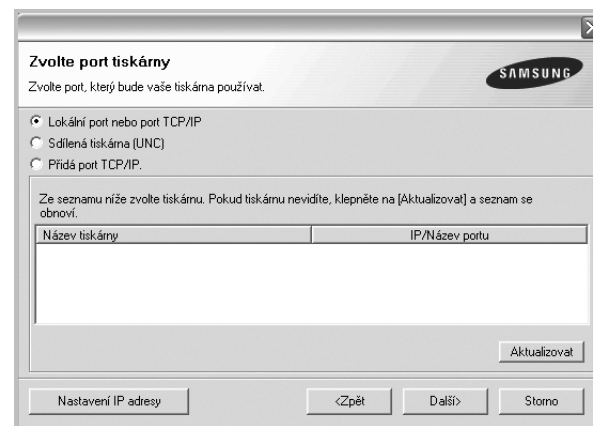 Zvolte port tiskárny
Zvolte port, který bude vaše tiskárna používat.
SAMSUNG
Lokální port nebo port TCP/IP
Sdílená tiskárna (UNC)
Přidá port TCP/IP.
Ze seznamu níže zvolte tiskárnu. Pokud tiskárnu nevidíte, klepněte na [Aktualizovat] a seznam se
obnoví.
Název tiskárny IP/Název portu
Aktualizovat
Nastavení IP adresy <Zpět Další> Storno